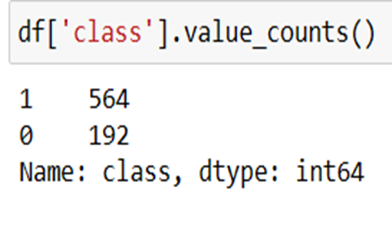 df['class'].value_counts()
1    564
0    192
Name: class, dtype: int64